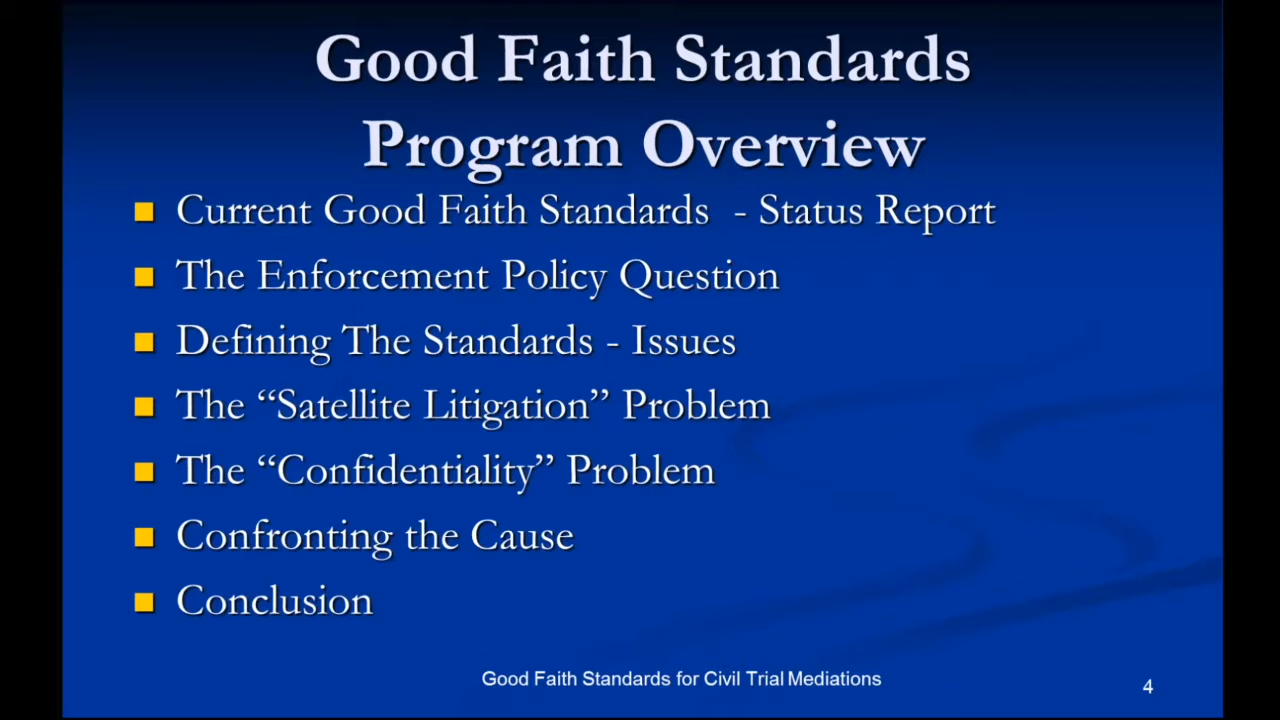 Good Faith Standards
Program Overview
Current Good Faith Standards - Status Report
The Enforcement Policy Question
Defining The Standards - Issues
The “Satellite Litigation” Problem
The “Confidentiality” Problem
Confronting the Cause
Conclusion
Good Faith Standards for Civil Trial Mediations
4